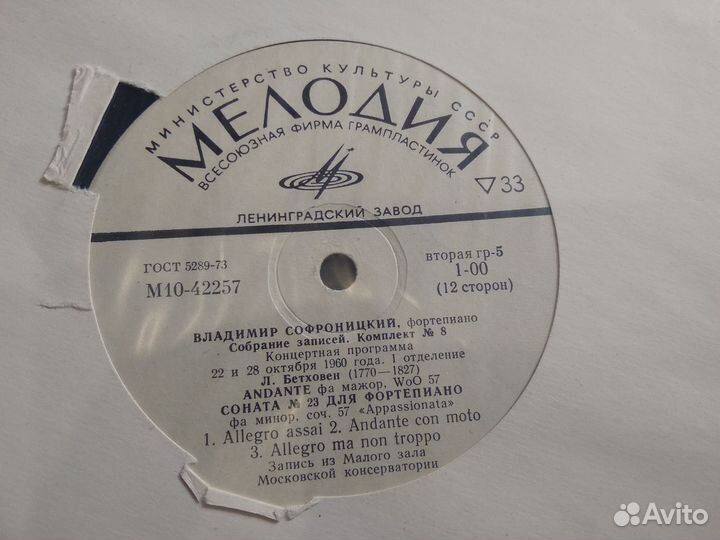 МИНИСТЕРСТВО КУЛЬТУРЫ СССР
МЕЛОДИЯ
ВСЕСОЮЗНАЯ ФИРМА ГРАМПЛАСТИНОК
▽33
ЛЕНИНГРАДСКИЙ ЗАВОД
ГОСТ 5289-73
М10-42257
вторая гр-5
1-00
(12 сторон)
ВЛАДИМИР СОФРОНИЦКИЙ, фортепиано
Собрание записей. Комплект № 8
Концертная программа
22 и 28 октября 1960 года. I отделение
Л. Бетховен (1770—1827)
ANDANTE фа мажор, WoO 57
СОНАТА № 23 ДЛЯ ФОРТЕПИАНО
фа минор, соч. 57 «Appassionata»
1. Allegro assai 2. Andante con moto
3. Allegro ma non troppo
Запись из Малого зала
Московской консерватории
Avito